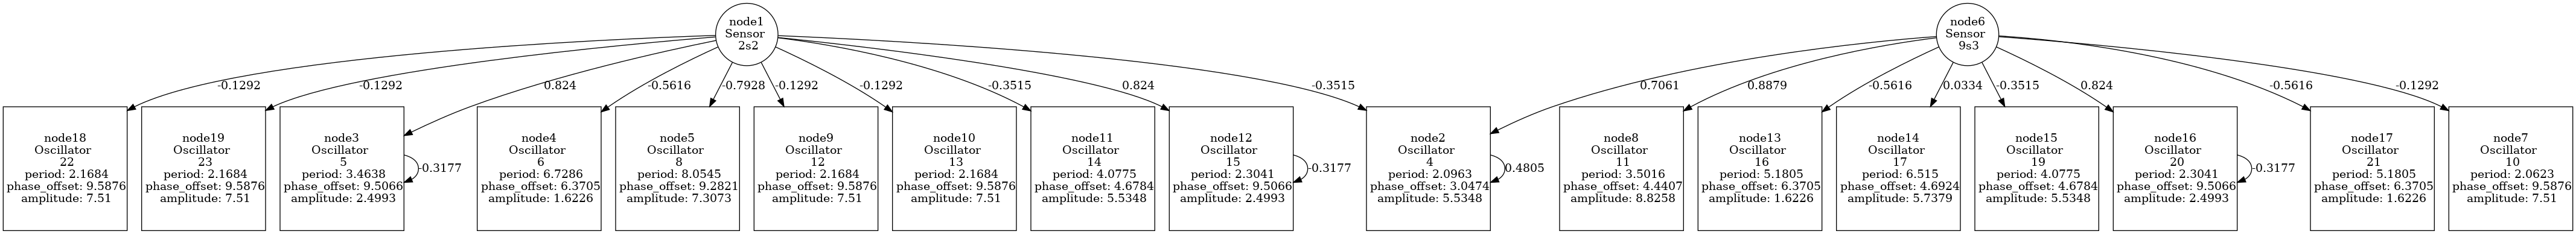 node1
Sensor
2s2
node6
Sensor
9s3
-0.1292
-0.1292
0.824
-0.5616
-0.7928
-0.1292
-0.1292
-0.3515
0.824
-0.3515
0.7061
0.8879
-0.5616
0.0334
-0.3515
0.824
-0.5616
-0.1292
node18
Oscillator
22
period: 2.1684
phase_offset: 9.5876
amplitude: 7.51
node19
Oscillator
23
period: 2.1684
phase_offset: 9.5876
amplitude: 7.51
node3
Oscillator
5
period: 3.4638
phase_offset: 9.5066
amplitude: 2.4993
-0.3177
node4
Oscillator
6
period: 6.7286
phase_offset: 6.3705
amplitude: 1.6226
node5
Oscillator
8
period: 8.0545
phase_offset: 9.2821
amplitude: 7.3073
node9
Oscillator
12
period: 2.1684
phase_offset: 9.5876
amplitude: 7.51
node10
Oscillator
13
period: 2.1684
phase_offset: 9.5876
amplitude: 7.51
node11
Oscillator
14
period: 4.0775
phase_offset: 4.6784
amplitude: 5.5348
node12
Oscillator
15
period: 2.3041
phase_offset: 9.5066
amplitude: 2.4993
-0.3177
node2
Oscillator
4
period: 2.0963
phase_offset: 3.0474
amplitude: 5.5348
0.4805
node8
Oscillator
11
period: 3.5016
phase_offset: 4.4407
amplitude: 8.8258
node13
Oscillator
16
period: 5.1805
phase_offset: 6.3705
amplitude: 1.6226
node14
Oscillator
17
period: 6.515
phase_offset: 4.6924
amplitude: 5.7379
node15
Oscillator
19
period: 4.0775
phase_offset: 4.6784
amplitude: 5.5348
node16
Oscillator
20
period: 2.3041
phase_offset: 9.5066
amplitude: 2.4993
-0.3177
node17
Oscillator
21
period: 5.1805
phase_offset: 6.3705
amplitude: 1.6226
node7
Oscillator
10
period: 2.0623
phase_offset: 9.5876
amplitude: 7.51